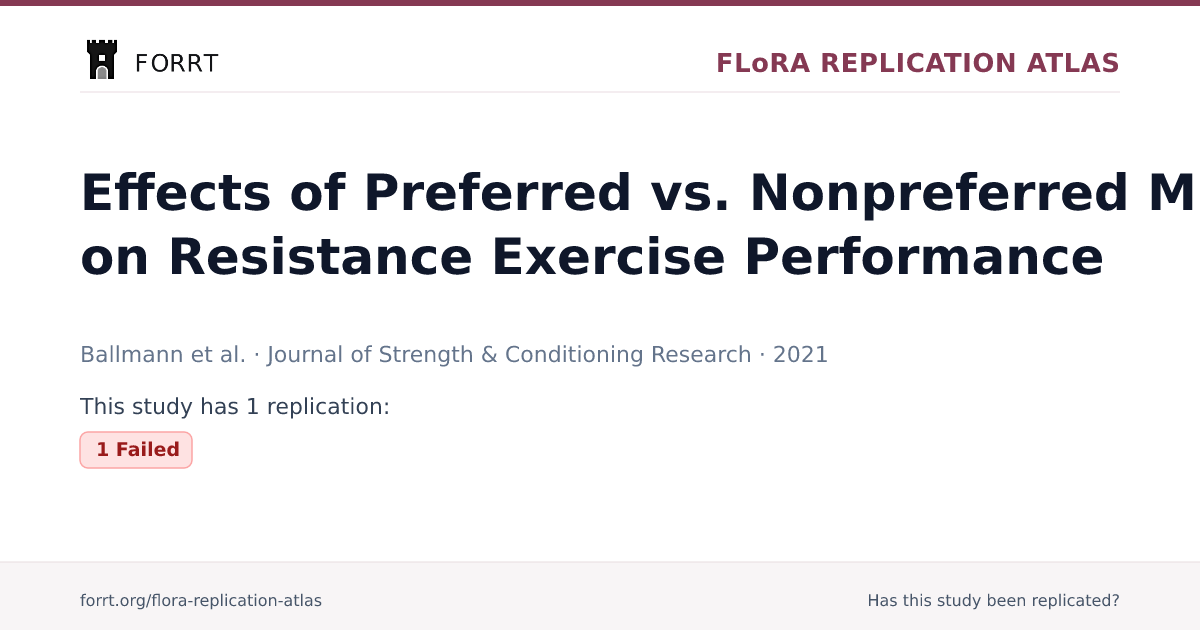 FORRT
FLoRA REPLICATION ATLAS
Effects of Preferred vs. Nonpreferred M
on Resistance Exercise Performance
Ballmann et al. · Journal of Strength & Conditioning Research · 2021
This study has 1 replication:
1 Failed
forrt.org/flora-replication-atlas
Has this study been replicated?